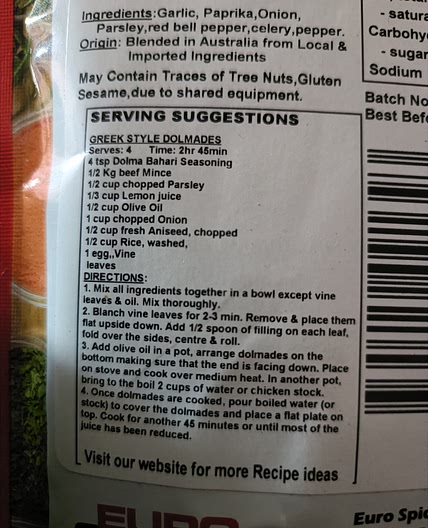 Ingredients:Garlic, Paprika,Onion,
Parsley,red bell pepper,celery,pepper.
Origin: Blended in Australia from Local &
Imported Ingredients
May Contain Traces of Tree Nuts,Gluten
Sesame,due to shared equipment.
SERVING SUGGESTIONS
GREEK STYLE DOLMADES
Serves: 4 Time: 2hr 45min
4 tsp Dolma Bahari Seasoning
1/2 Kg beef Mince
1/2 cup chopped Parsley
1/3 cup Lemon juice
1/2 cup Olive Oil
1 cup chopped Onion
1/2 cup fresh Aniseed, chopped
1/2 cup Rice, washed,
1 egg,,Vine
leaves
DIRECTIONS:
1. Mix all ingredients together in a bowl except vine
leaves & oil. Mix thoroughly.
2. Blanch vine leaves for 2-3 min. Remove & place them
flat upside down. Add 1/2 spoon of filling on each leaf,
fold over the sides, centre & roll.
3. Add olive oil in a pot, arrange dolmades on the
bottom making sure that the end is facing down. Place
on stove and cook over medium heat. In another pot,
bring to the boil 2 cups of water or chicken stock.
4. Once dolmades are cooked, pour boiled water (or
stock) to cover the dolmades and place a flat plate on
top. Cook for another 45 minutes or until most of the
juice has been reduced.
Visit our website for more Recipe ideas
- satura
Carbohy
- sugar
Sodium
Batch No
Best Bef
EURO
Euro Spic